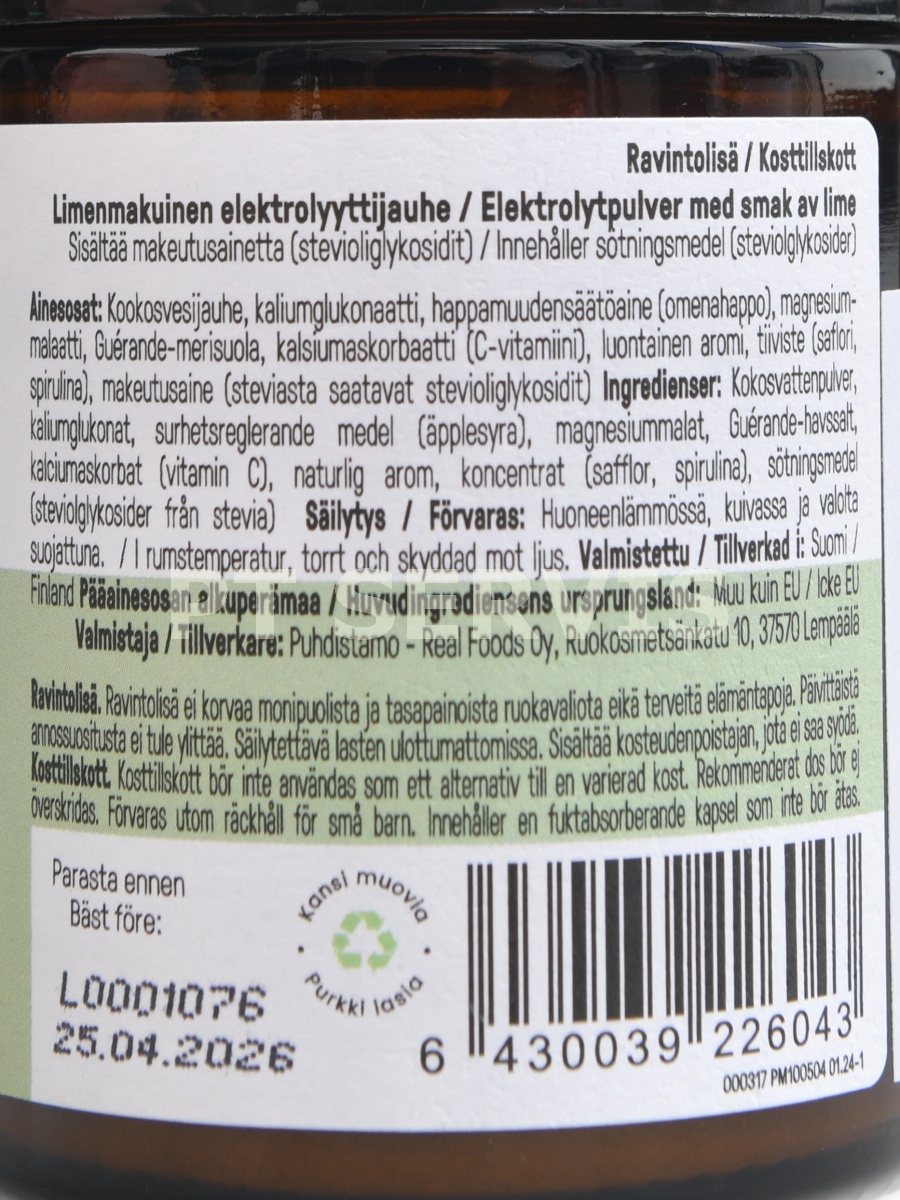 Ravintolisä / Kosttillskott
Limenmakuinen elektrolyyttijauhe / Elektrolytpulver med smak av lime
Sisältää makeutusainetta (stevioliglykosidit) / Innehåller sötningsmedel (steviolglykosider)
Ainesosat: Kookosvesijauhe, kaliumglukonaatti, happamuudensäätöaine (omenahappo), magnesium-
malaatti, Guérande-merisuola, kalsiumaskorbaatti (C-vitamiini), luontainen aromi, tiiviste (saflori,
spirulina), makeutusaine (steviasta saatavat stevioliglykosidit) Ingredienser: Kokosvattenpulver,
kaliumglukonat, surhetsreglerande medel (äpplesyra), magnesiummalat, Guérande-havssalt,
kalciumaskorbat (vitamin C), naturlig arom, koncentrat (safflor, spirulina), sötningsmedel
(steviolglykosider från stevia) Säilytys / Förvaras: Huoneenlämmössä, kuivassa ja valolta
suojattuna. / I rumstemperatur, torrt och skyddad mot ljus. Valmistettu / Tillverkad i: Suomi /
Finland Pääainesosan alkuperämaa / Huvudingrediensens ursprungsland: Muu kuin EU / Icke EU
Valmistaja / Tillverkare: Puhdistamo - Real Foods Oy, Ruokosmetsänkatu 10, 37570 Lempäälä
PT SERVIS
Ravintolisä. Ravintolisä ei korvaa monipuolista ja tasapainoista ruokavaliota eikä terveitä elämäntapoja. Päivittäistä
annossuositusta ei tule ylittää. Säilytettävä lasten ulottumattomissa. Sisältää kosteudenpoistajan, jota ei saa syödä.
Kosttillskott. Kosttillskott bör inte användas som ett alternativ till en varierad kost. Rekommenderat dos bör ej
överskridas. Förvaras utom räckhåll för små barn. Innehåller en fuktabsorberande kapsel som inte bör ätas.
Parasta ennen
Bäst före:
L0001076
25.04.2026
Kansi muovia
Purkki lasia
6 430039 226043
000317 PM100504 01.24-1